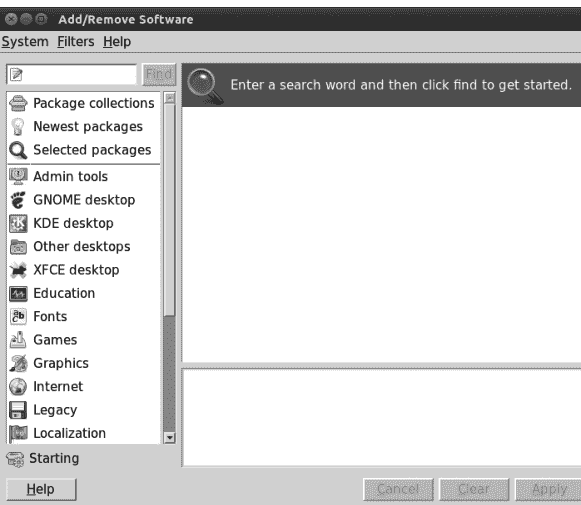 Add/Remove Software
System Filters Help
Find
Enter a search word and then click find to get started.
Package collections
Newest packages
Selected packages
Admin tools
GNOME desktop
KDE desktop
Other desktops
XFCE desktop
Education
Fonts
Games
Graphics
Internet
Legacy
Localization
Starting
Help
Cancel Clear Apply